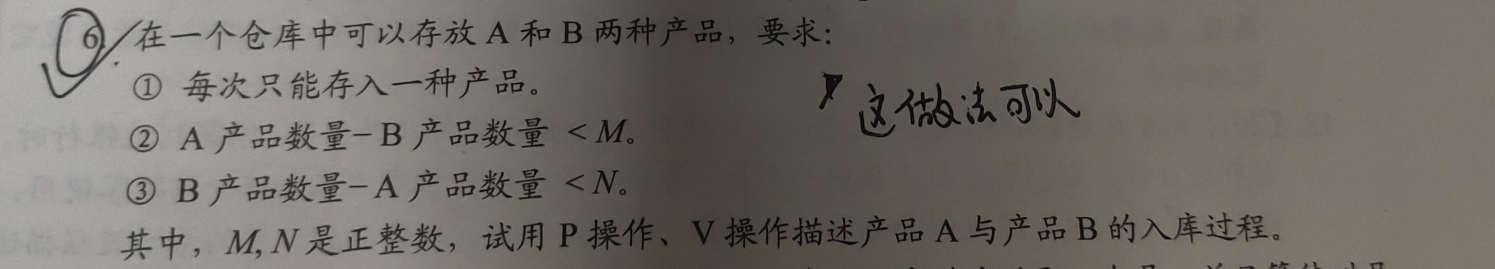 6. 在一个仓库中可以存放 A 和 B 两种产品，要求：
① 每次只能存入一种产品。
② A 产品数量－B 产品数量 ＜M。
这做法可以
③ B 产品数量－A 产品数量 ＜N。
其中，M, N 是正整数，试用 P 操作、V 操作描述产品 A 与产品 B 的入库过程。